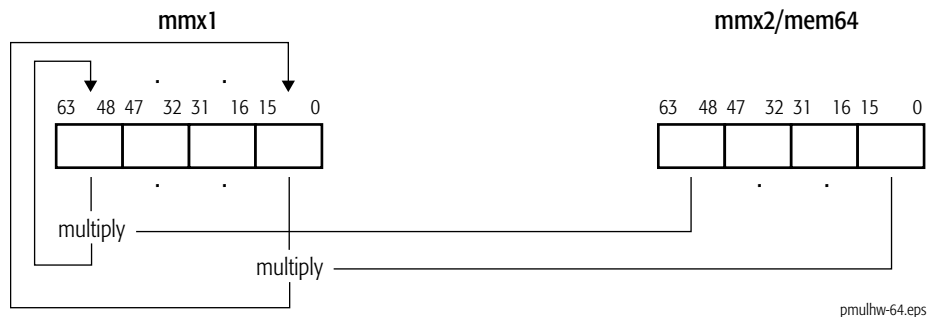 mmx1 mmx2/mem64
. .
63 48 47 32 31 16 15 0 63 48 47 32 31 16 15 0
. . . .
multiply
multiply
pmulhw-64.eps